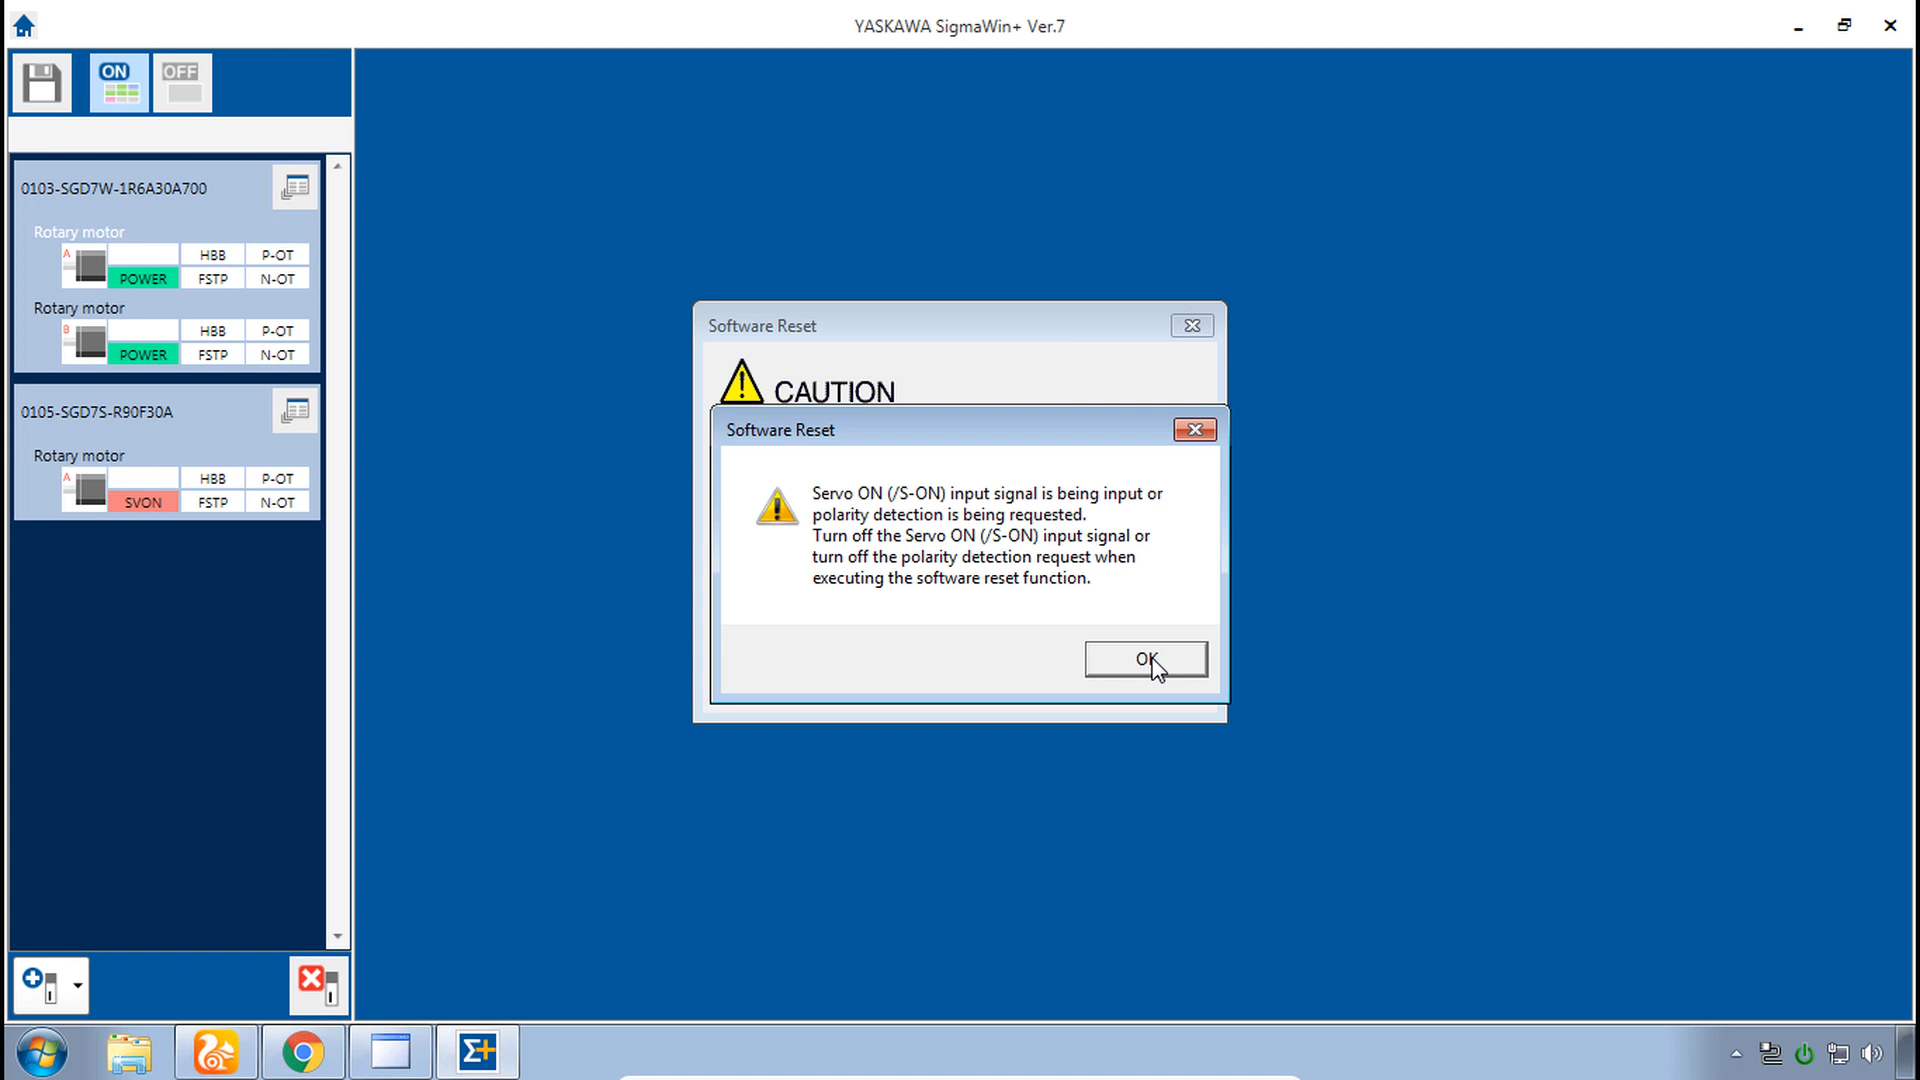 YASKAWA SigmaWin+ Ver.7
ON
OFF
0103-SGD7W-1R6A30A700
Rotary motor
A
HBB
P-OT
POWER
FSTP
N-OT
Rotary motor
B
HBB
P-OT
POWER
FSTP
N-OT
0105-SGD7S-R90F30A
Rotary motor
A
HBB
P-OT
SVON
FSTP
N-OT
Software Reset
CAUTION
Software Reset
Servo ON (/S-ON) input signal is being input or
polarity detection is being requested.
Turn off the Servo ON (/S-ON) input signal or
turn off the polarity detection request when
executing the software reset function.
OK
Σ+